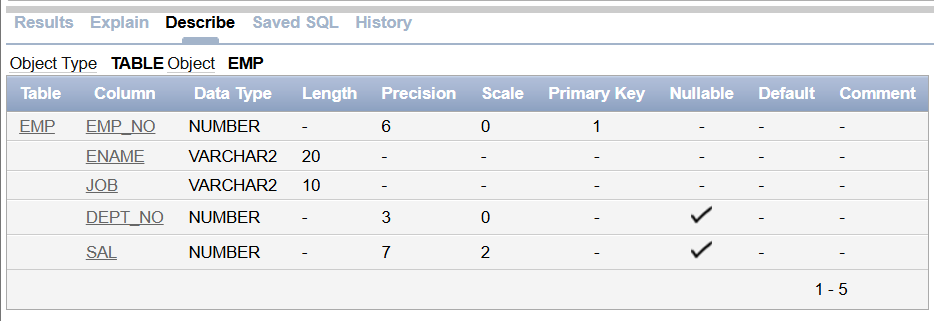 Results Explain Describe Saved SQL History
Object Type TABLE Object EMP
Table Column Data Type Length Precision Scale Primary Key Nullable Default Comment
EMP EMP_NO NUMBER - 6 0 1 - - -
ENAME VARCHAR2 20 - - - - - -
JOB VARCHAR2 10 - - - - - -
DEPT_NO NUMBER - 3 0 - ✓ - -
SAL NUMBER - 7 2 - ✓ - -
1 - 5